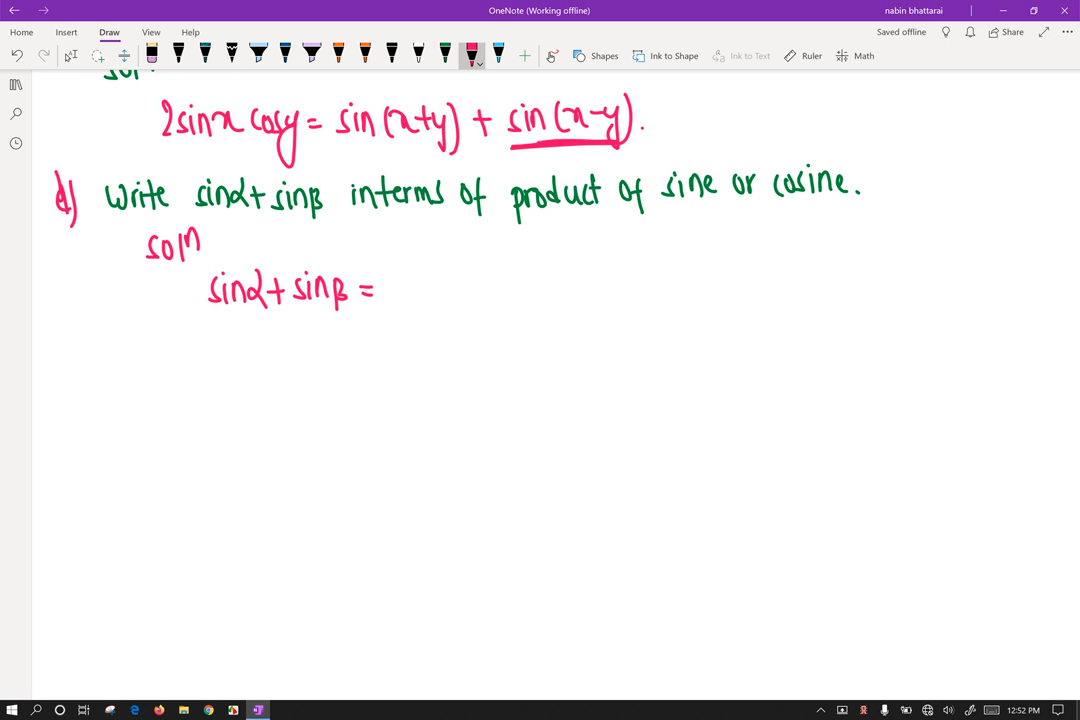 OneNote (Working offline)
nabin bhattarai
Home Insert Draw View Help
Saved offline
Share
Shapes
Ink to Shape
Ink to Text
Ruler
Math
2sinx cosy = sin(x+y) + sin(x-y).
d) Write sinα+sinβ interms of product of sine or cosine.
soln
sinα+sinβ =
12:52 PM